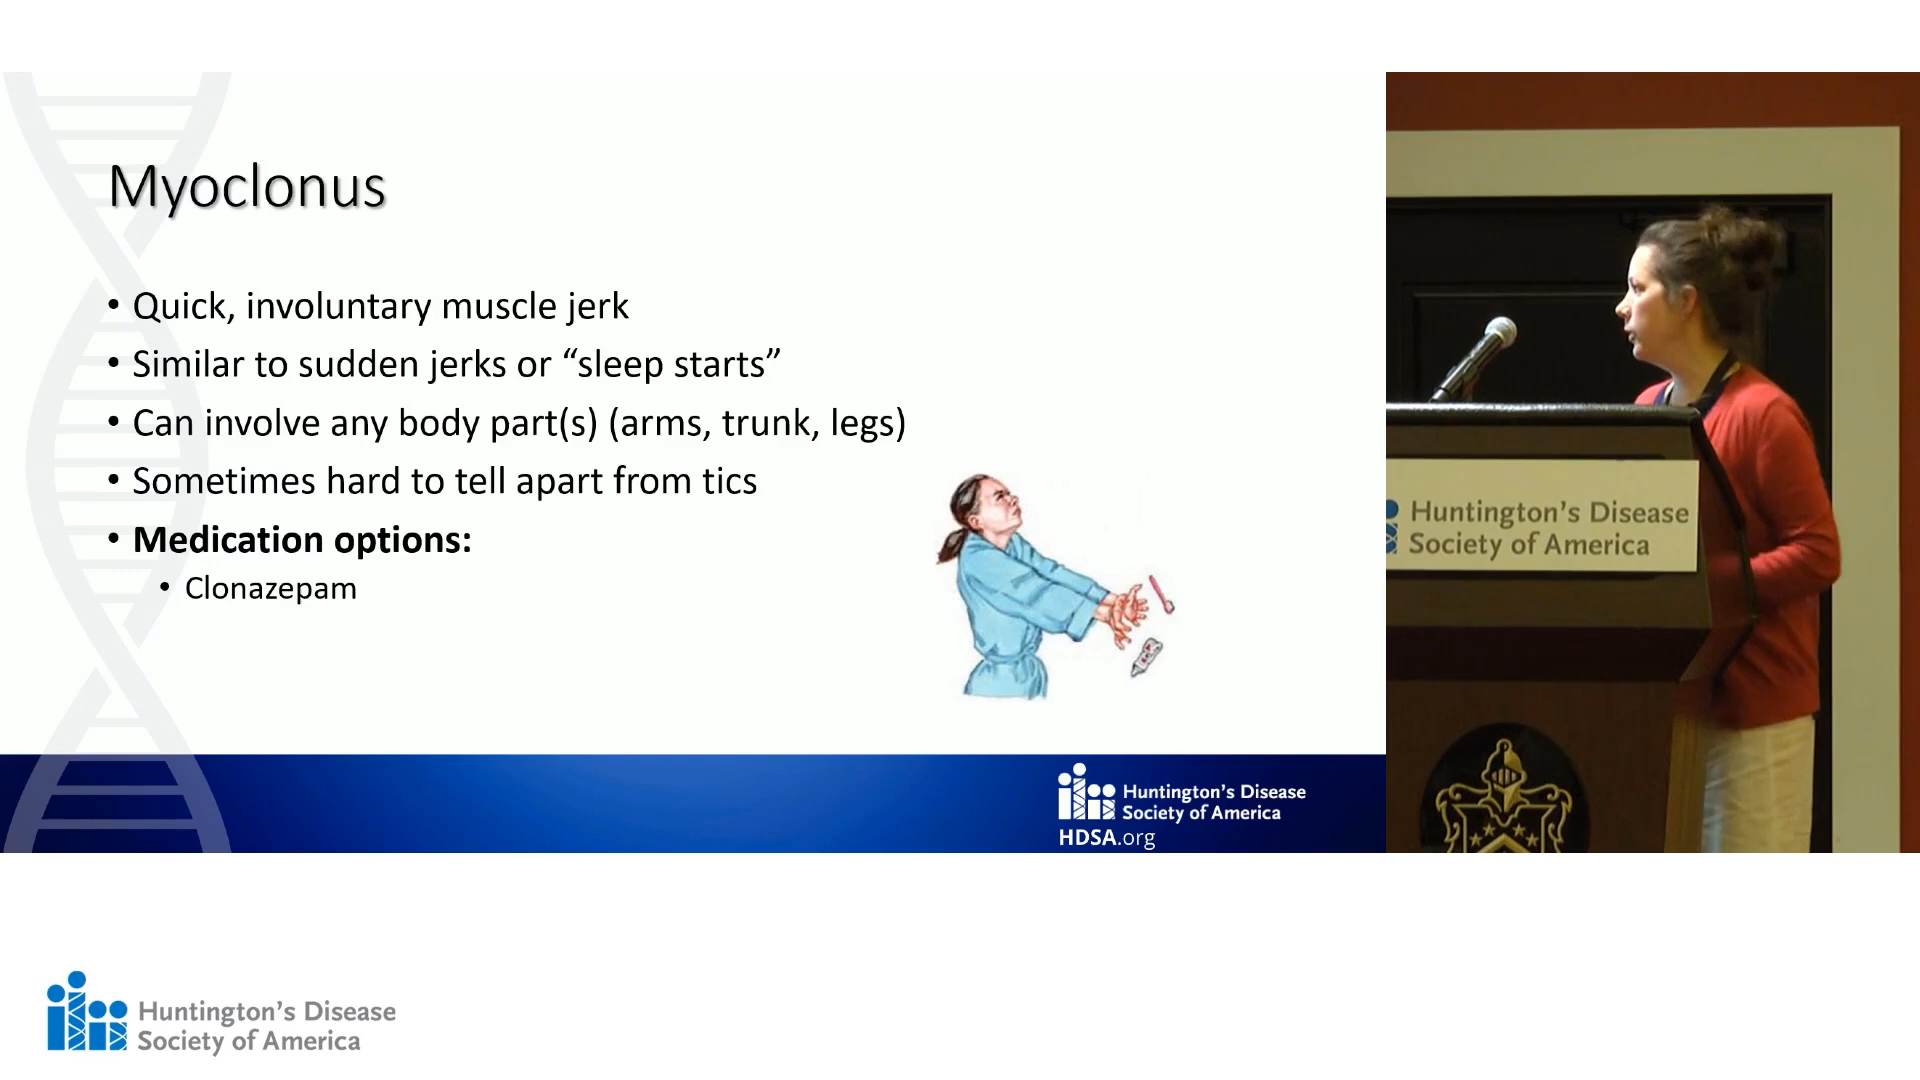 Myoclonus
• Quick, involuntary muscle jerk
• Similar to sudden jerks or “sleep starts”
• Can involve any body part(s) (arms, trunk, legs)
• Sometimes hard to tell apart from tics
• Medication options:
• Clonazepam
Huntington’s Disease
Society of America
HDSA.org
Huntington’s Disease
Society of America
Huntington’s Disease
Society of America